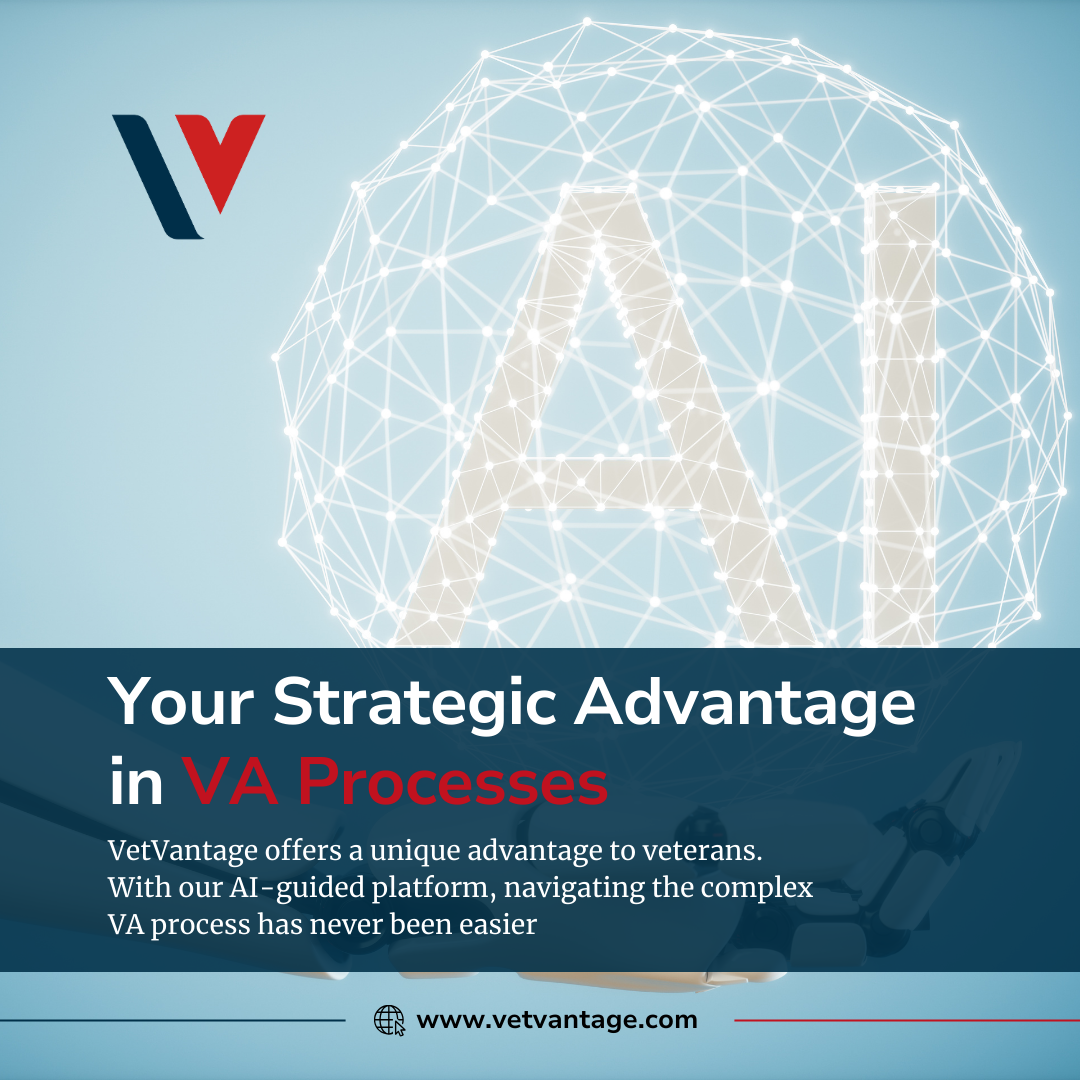 AI
Your Strategic Advantage
in VA Processes
VetVantage offers a unique advantage to veterans.
With our AI-guided platform, navigating the complex
VA process has never been easier
www.vetvantage.com